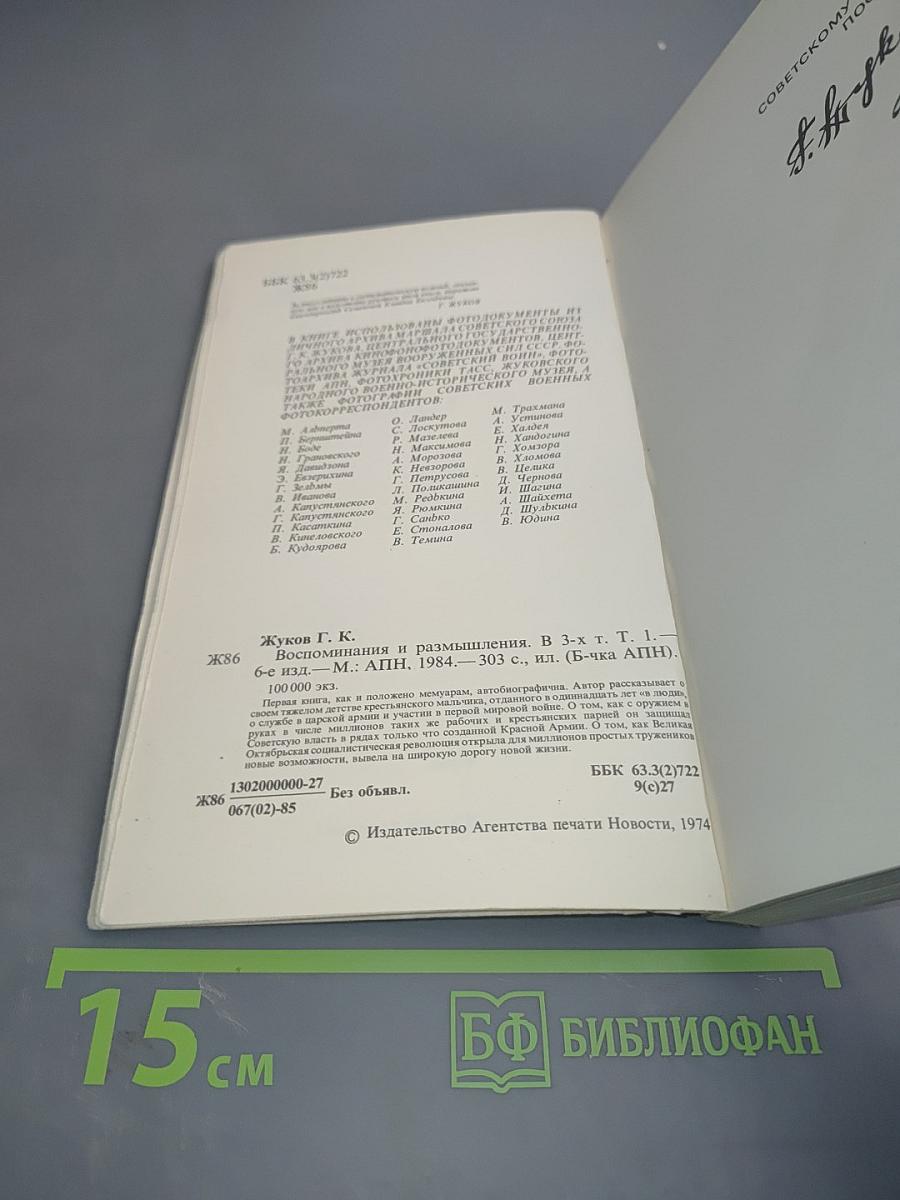 СОВЕТСКОМУ
ПОС
Г. Жук
ББК 63.3(2)722
Ж86
Г. ЖУКОВ
В КНИГЕ ИСПОЛЬЗОВАНЫ ФОТОДОКУМЕНТЫ ИЗ
ЛИЧНОГО АРХИВА МАРШАЛА СОВЕТСКОГО СОЮЗА
Г. К. ЖУКОВА, ЦЕНТРАЛЬНОГО ГОСУДАРСТВЕННО-
ГО АРХИВА КИНОФОНОФОТОДОКУМЕНТОВ, ЦЕНТ-
РАЛЬНОГО МУЗЕЯ ВООРУЖЕННЫХ СИЛ СССР, ФО-
ТОАРХИВА ЖУРНАЛА «СОВЕТСКИЙ ВОИН», ФОТО-
ТЕКИ АПН, ФОТОХРОНИКИ ТАСС, ЖУКОВСКОГО
НАРОДНОГО ВОЕННО-ИСТОРИЧЕСКОГО МУЗЕЯ, А
ТАКЖЕ ФОТОГРАФИИ СОВЕТСКИХ ВОЕННЫХ
ФОТОКОРРЕСПОНДЕНТОВ:
М. Альперта
П. Бернштейна
Н. Боде
Н. Грановского
Я. Давидзона
Э. Евзерихина
Г. Зельмы
В. Иванова
А. Капустянского
Г. Капустянского
П. Касаткина
В. Кинеловского
Б. Кудоярова
О. Ландер
С. Лоскутова
Р. Мазелева
Н. Максимова
А. Морозова
К. Невзорова
Г. Петрусова
Л. Поликашина
М. Редькина
Я. Рюмкина
Г. Санько
Е. Стоналова
В. Темина
М. Трахмана
А. Устинова
Е. Халдея
Н. Хандогина
Г. Хомзора
В. Хломова
В. Целика
Д. Чернова
И. Шагина
А. Шайхета
Д. Шулькина
В. Юдина
Жуков Г. К.
Ж86 Воспоминания и размышления. В 3-х т. Т. 1.—
6-е изд.— М.: АПН, 1984.— 303 с., ил. (Б-чка АПН).
100 000 экз.
Первая книга, как и положено мемуарам, автобиографична. Автор рассказывает о
своем тяжелом детстве крестьянского мальчика, отданного в одиннадцать лет «в люди»,
о службе в царской армии и участии в первой мировой войне. О том, как с оружием в
руках в числе миллионов таких же рабочих и крестьянских парней он защищал
Советскую власть в рядах только что созданной Красной Армии. О том, как Великая
Октябрьская социалистическая революция открыла для миллионов простых тружеников
новые возможности, вывела на широкую дорогу новой жизни.
Ж86 1302000000-27
067(02)-85 Без объявл.
ББК 63.3(2)722
9(с)27
© Издательство Агентства печати Новости, 1974
15 см
БФ БИБЛИОФАН